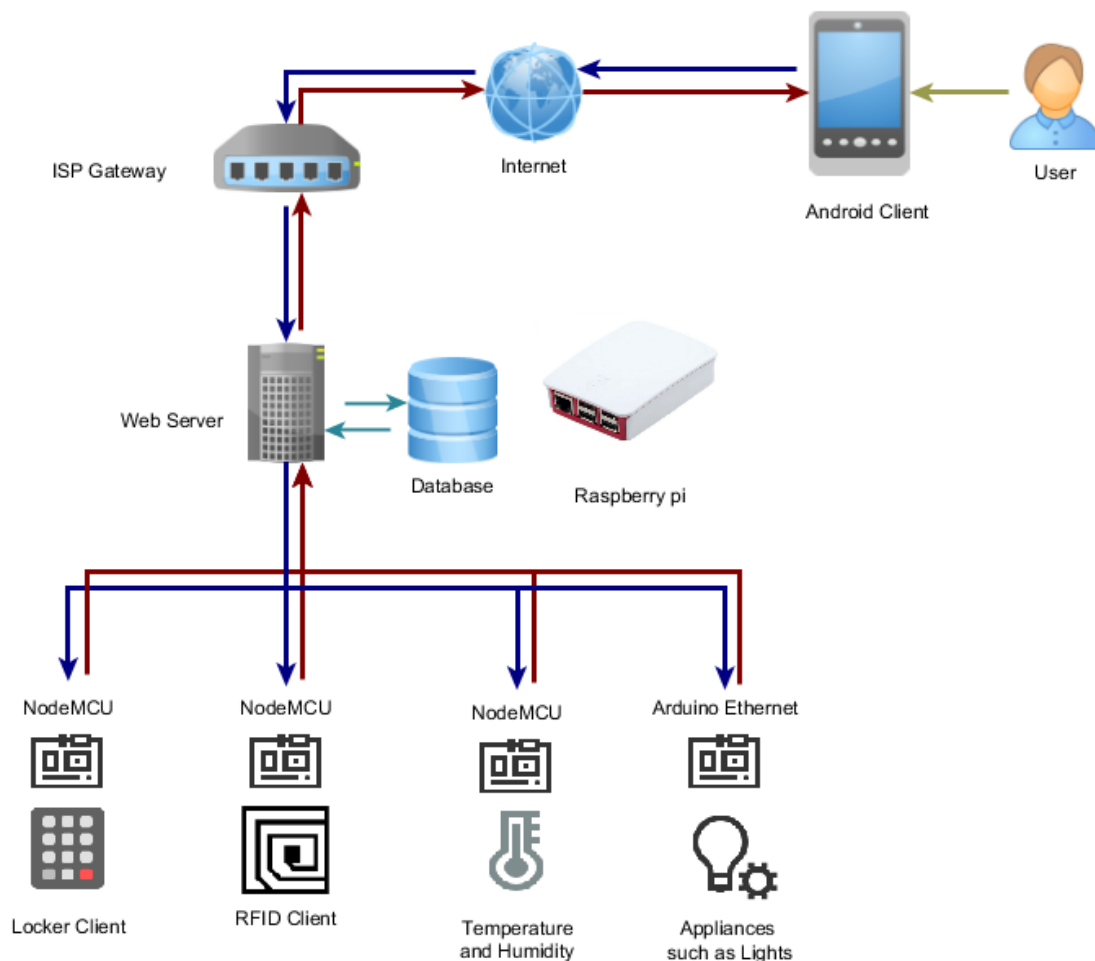 ISP Gateway
Internet
Android Client
User
Web Server
Database
Raspberry pi
NodeMCU
NodeMCU
NodeMCU
Arduino Ethernet
Locker Client
RFID Client
Temperature
and Humidity
Appliances
such as Lights